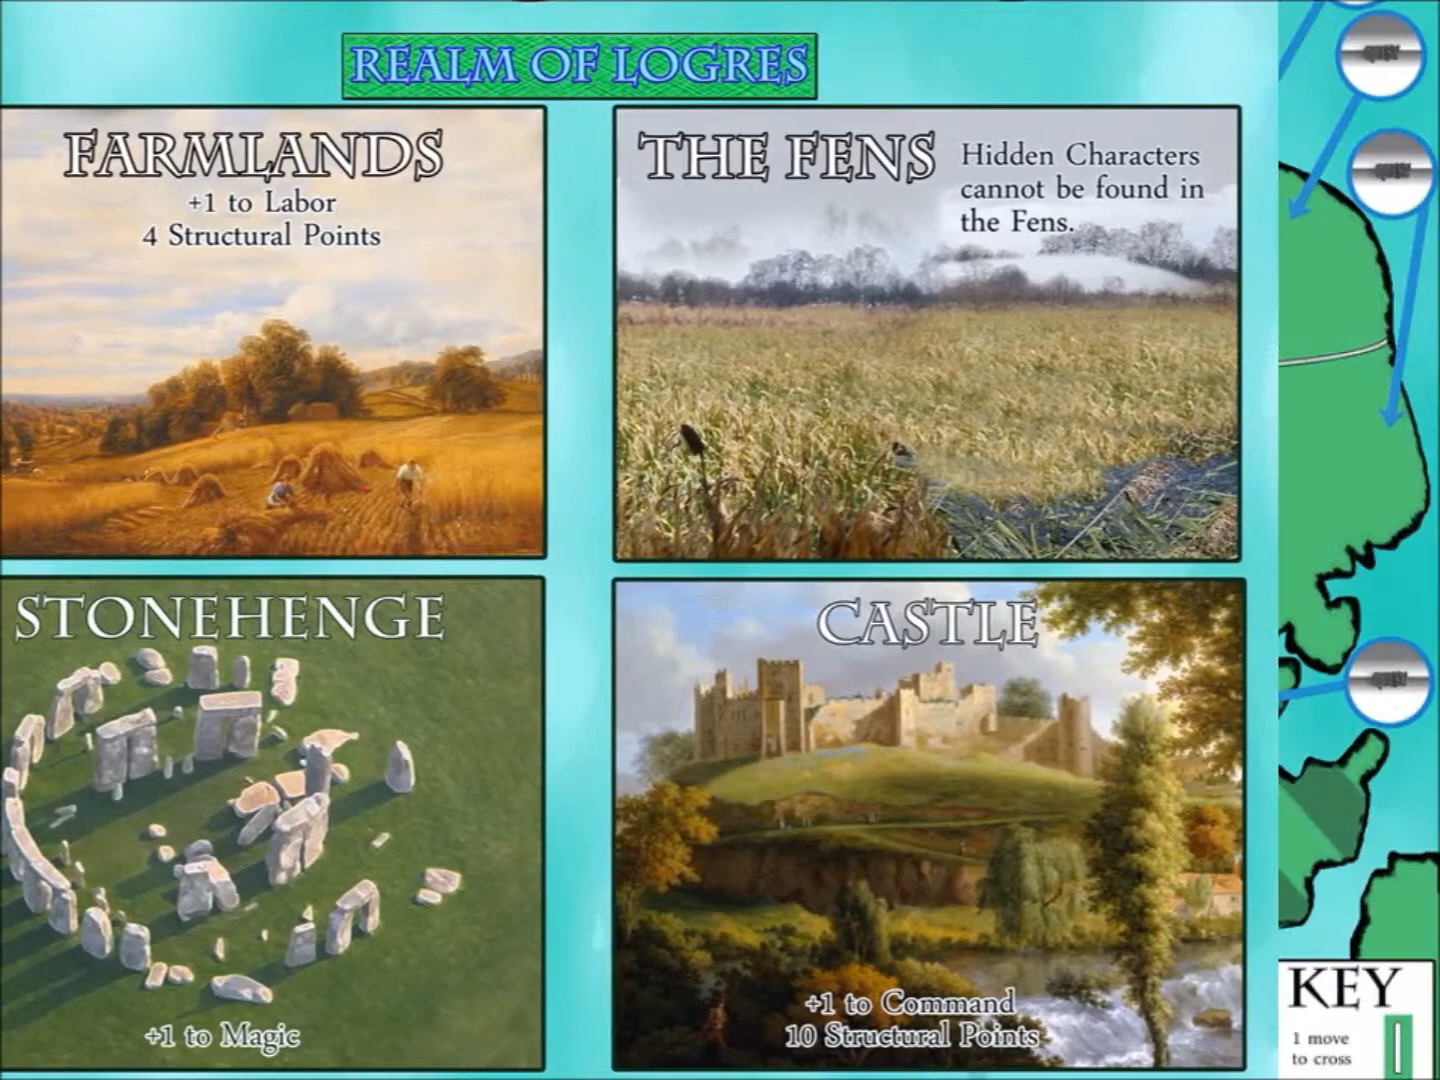 REALM OF LOGRES
FARMLANDS
+1 to Labor
4 Structural Points
THE FENS
Hidden Characters
cannot be found in
the Fens.
STONEHENGE
+1 to Magic
CASTLE
+1 to Command
10 Structural Points
KEY
1 move
to cross